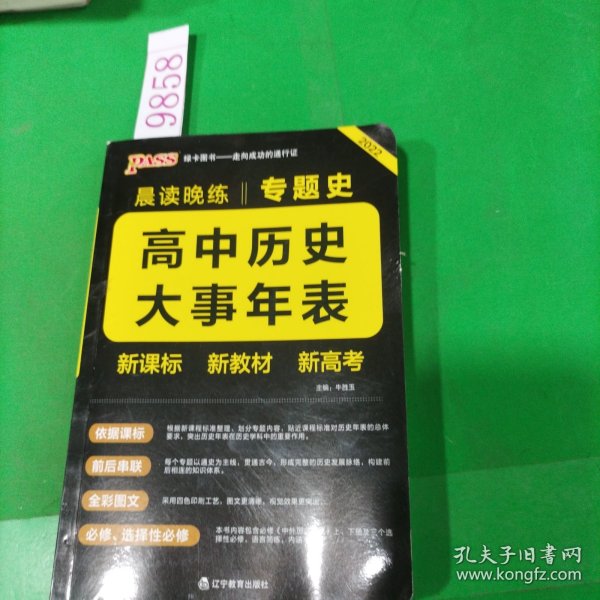 9858
PASS 绿卡图书——走向成功的通行证
2022
晨读晚练 专题史
高中历史
大事年表
新课标 新教材 新高考
主编：牛胜玉
依据课标
根据新课程标准整理，划分专题内容，贴近课程标准对历史年表的总体
要求，突出历史年表在历史学科中的重要作用。
前后串联
每个专题以通史为主线，贯通古今，形成完整的历史发展脉络，构建前
后相连的知识体系。
全彩图文
采用四色印刷工艺，图文更清晰，视觉效果更
必修、选择性必修
本书内容包含必修《中外历 上、下册及三个选
择性必修，语言简练，内
辽宁教育出版社
孔夫子旧书网
www.kongfz.com